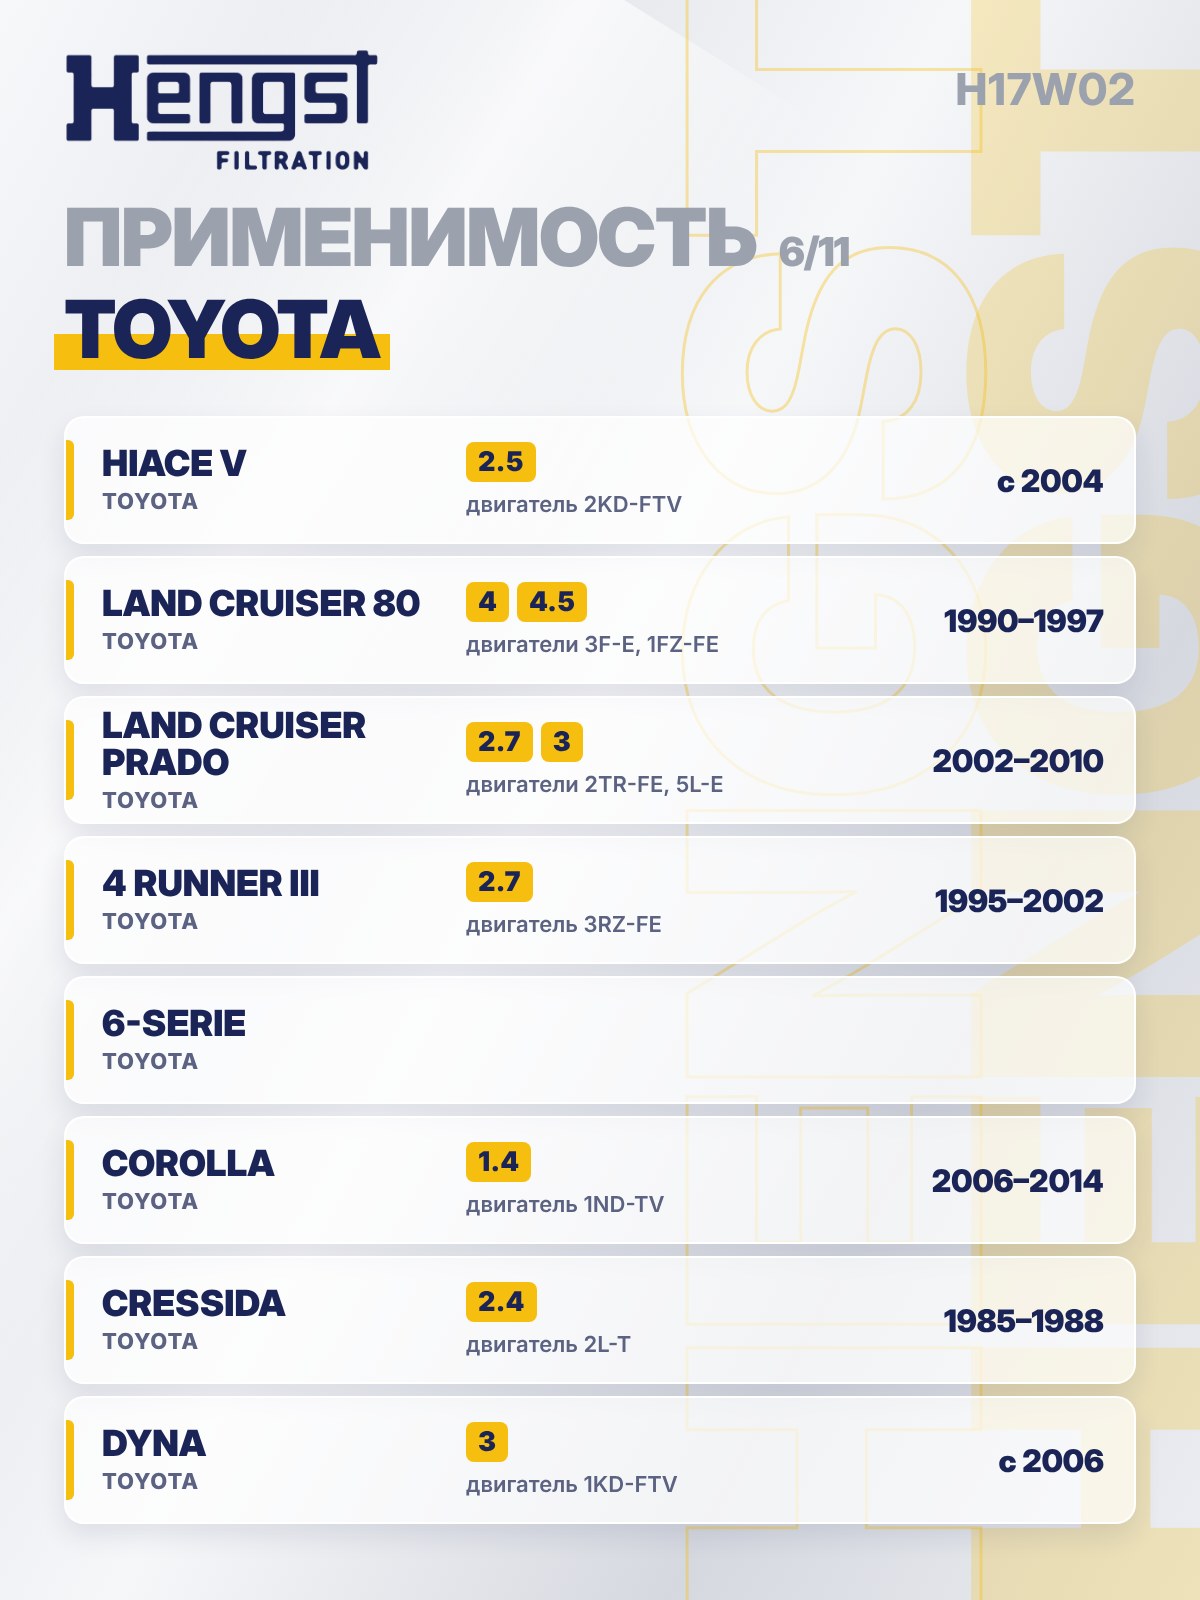 Hengst
FILTRATION
H17W02
ПРИМЕНИМОСТЬ 6/11
TOYOTA
HIACE V
TOYOTA
2.5
двигатель 2KD-FTV
с 2004
LAND CRUISER 80
TOYOTA
4 4.5
двигатели 3F-E, 1FZ-FE
1990–1997
LAND CRUISER
PRADO
TOYOTA
2.7 3
двигатели 2TR-FE, 5L-E
2002–2010
4 RUNNER III
TOYOTA
2.7
двигатель 3RZ-FE
1995–2002
6-SERIE
TOYOTA
COROLLA
TOYOTA
1.4
двигатель 1ND-TV
2006–2014
CRESSIDA
TOYOTA
2.4
двигатель 2L-T
1985–1988
DYNA
TOYOTA
3
двигатель 1KD-FTV
с 2006
HENGST
HENGST